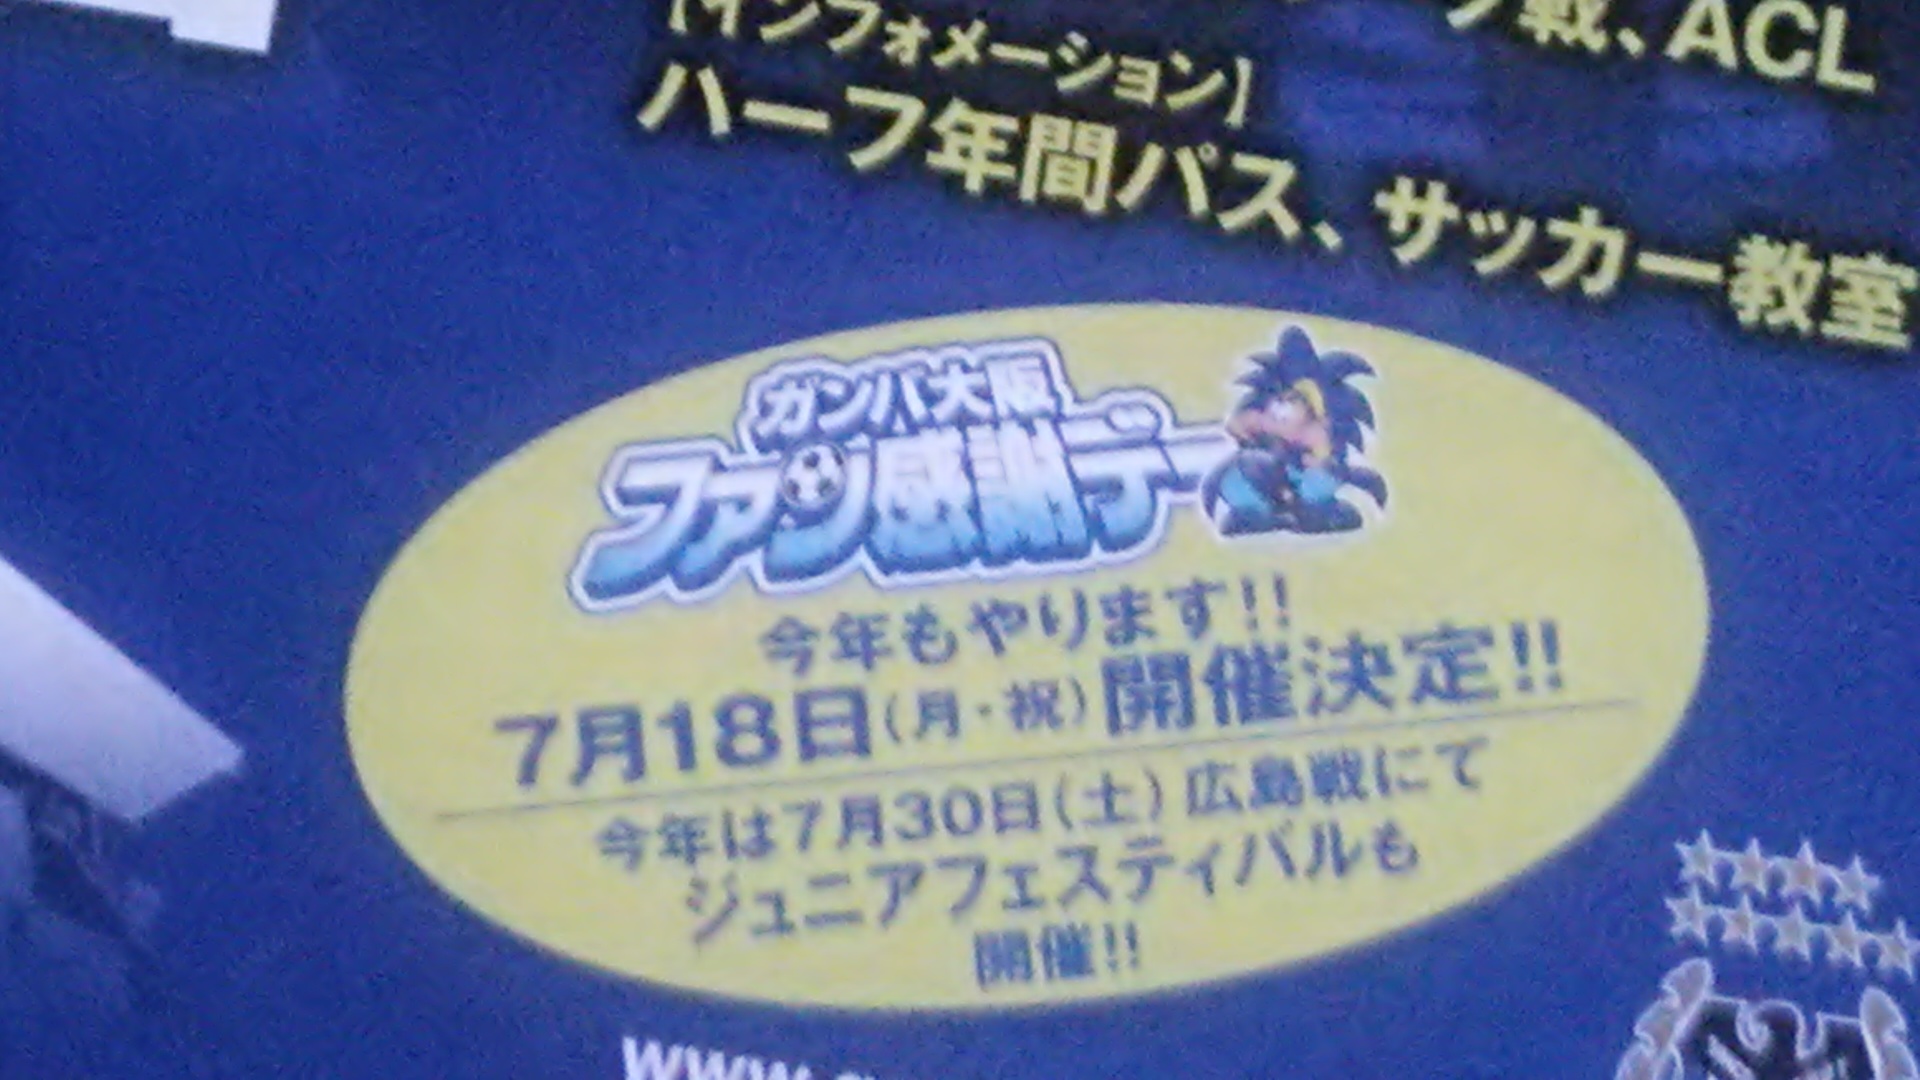 戦、ACL
【インフォメーション】
ハーフ年間パス、サッカー教室
ガンバ大阪
ファン感謝デー
今年もやります!!
7月18日(月・祝)開催決定!!
今年は7月30日(土)広島戦にて
ジュニアフェスティバルも
開催!!
www.